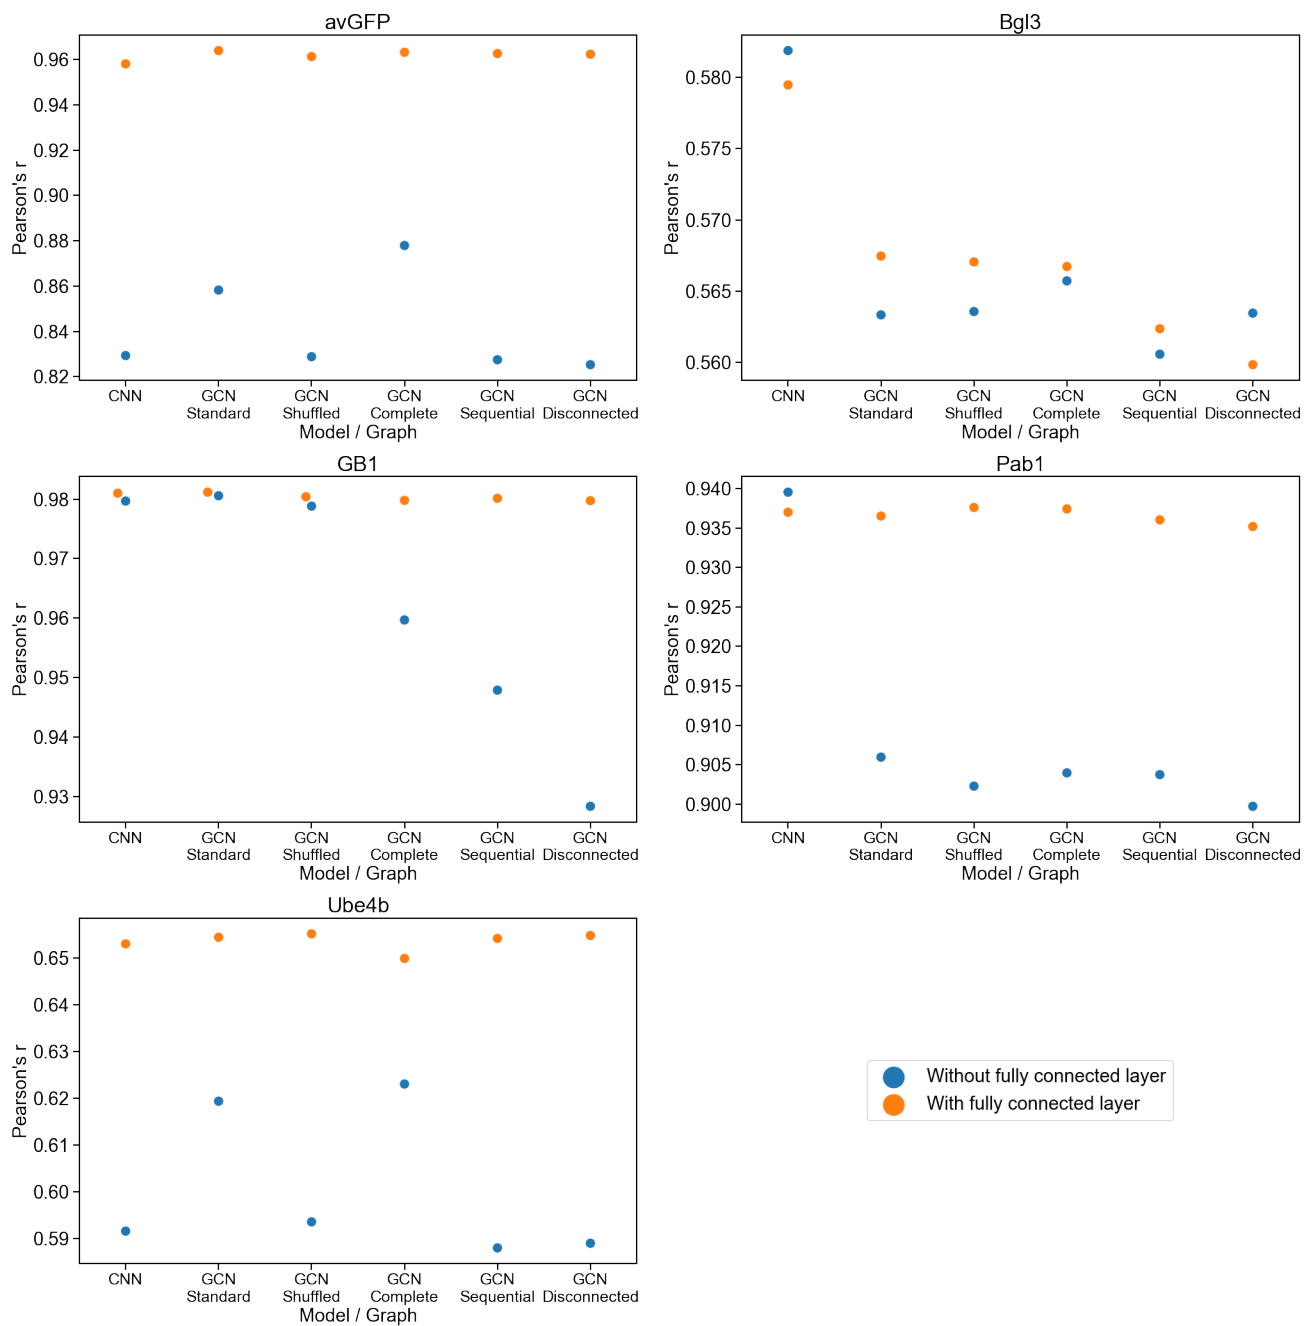 avGFP
Pearson's r
0.96
0.94
0.92
0.90
0.88
0.86
0.84
0.82
CNN
GCN Standard
GCN Shuffled
GCN Complete
GCN Sequential
GCN Disconnected
Model / Graph
Bgl3
Pearson's r
0.580
0.575
0.570
0.565
0.560
CNN
GCN Standard
GCN Shuffled
GCN Complete
GCN Sequential
GCN Disconnected
Model / Graph
GB1
Pearson's r
0.98
0.97
0.96
0.95
0.94
0.93
CNN
GCN Standard
GCN Shuffled
GCN Complete
GCN Sequential
GCN Disconnected
Model / Graph
Pab1
Pearson's r
0.940
0.935
0.930
0.925
0.920
0.915
0.910
0.905
0.900
CNN
GCN Standard
GCN Shuffled
GCN Complete
GCN Sequential
GCN Disconnected
Model / Graph
Ube4b
Pearson's r
0.65
0.64
0.63
0.62
0.61
0.60
0.59
CNN
GCN Standard
GCN Shuffled
GCN Complete
GCN Sequential
GCN Disconnected
Model / Graph
Without fully connected layer
With fully connected layer